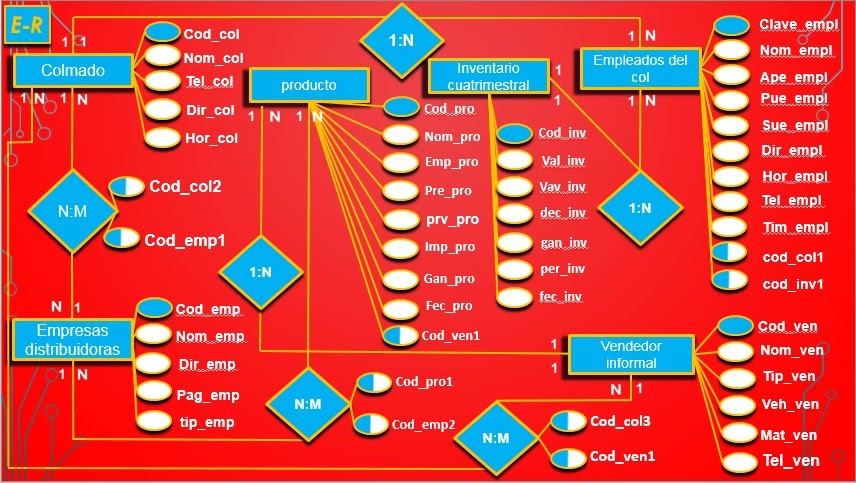 E-R
1 1
Colmado
1 N 1 N
Cod_col
Nom_col
Tel_col
Dir_col
Hor_col
1:N
producto
1 N 1 N
Cod_pro
Nom_pro
Emp_pro
Pre_pro
prv_pro
Imp_pro
Gan_pro
Fec_pro
Cod_ven1
Inventario
cuatrimestral
1
1
Cod_inv
Val_inv
Vav_inv
dec_inv
gan_inv
per_inv
fec_inv
1 N
Empleados del
col
1 N
Clave_empl
Nom_empl
Ape_empl
Pue_empl
Sue_empl
Dir_empl
Hor_empl
Tel_empl
Tim_empl
cod_col1
cod_inv1
N:M
Cod_col2
Cod_emp1
1:N
1:N
N 1
Empresas
distribuidoras
1 N
Cod_emp
Nom_emp
Dir_emp
Pag_emp
tip_emp
N:M
Cod_pro1
Cod_emp2
1
1
Vendedor
informal
N 1
Cod_ven
Nom_ven
Tip_ven
Veh_ven
Mat_ven
Tel_ven
N:M
Cod_col3
Cod_ven1